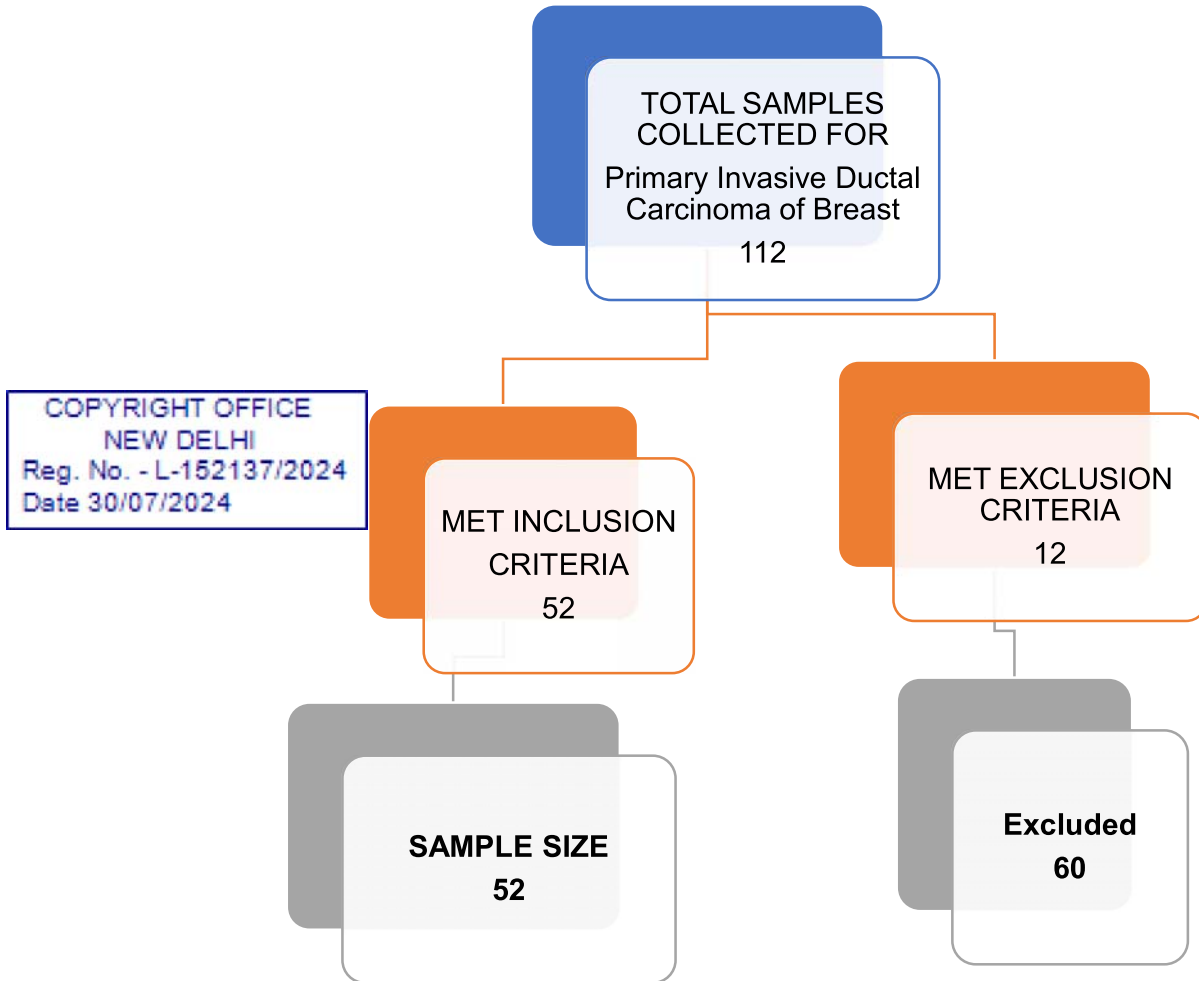 TOTAL SAMPLES
COLLECTED FOR
Primary Invasive Ductal
Carcinoma of Breast
112
COPYRIGHT OFFICE
NEW DELHI
Reg. No. - L-152137/2024
Date 30/07/2024
MET INCLUSION
CRITERIA
52
MET EXCLUSION
CRITERIA
12
SAMPLE SIZE
52
Excluded
60